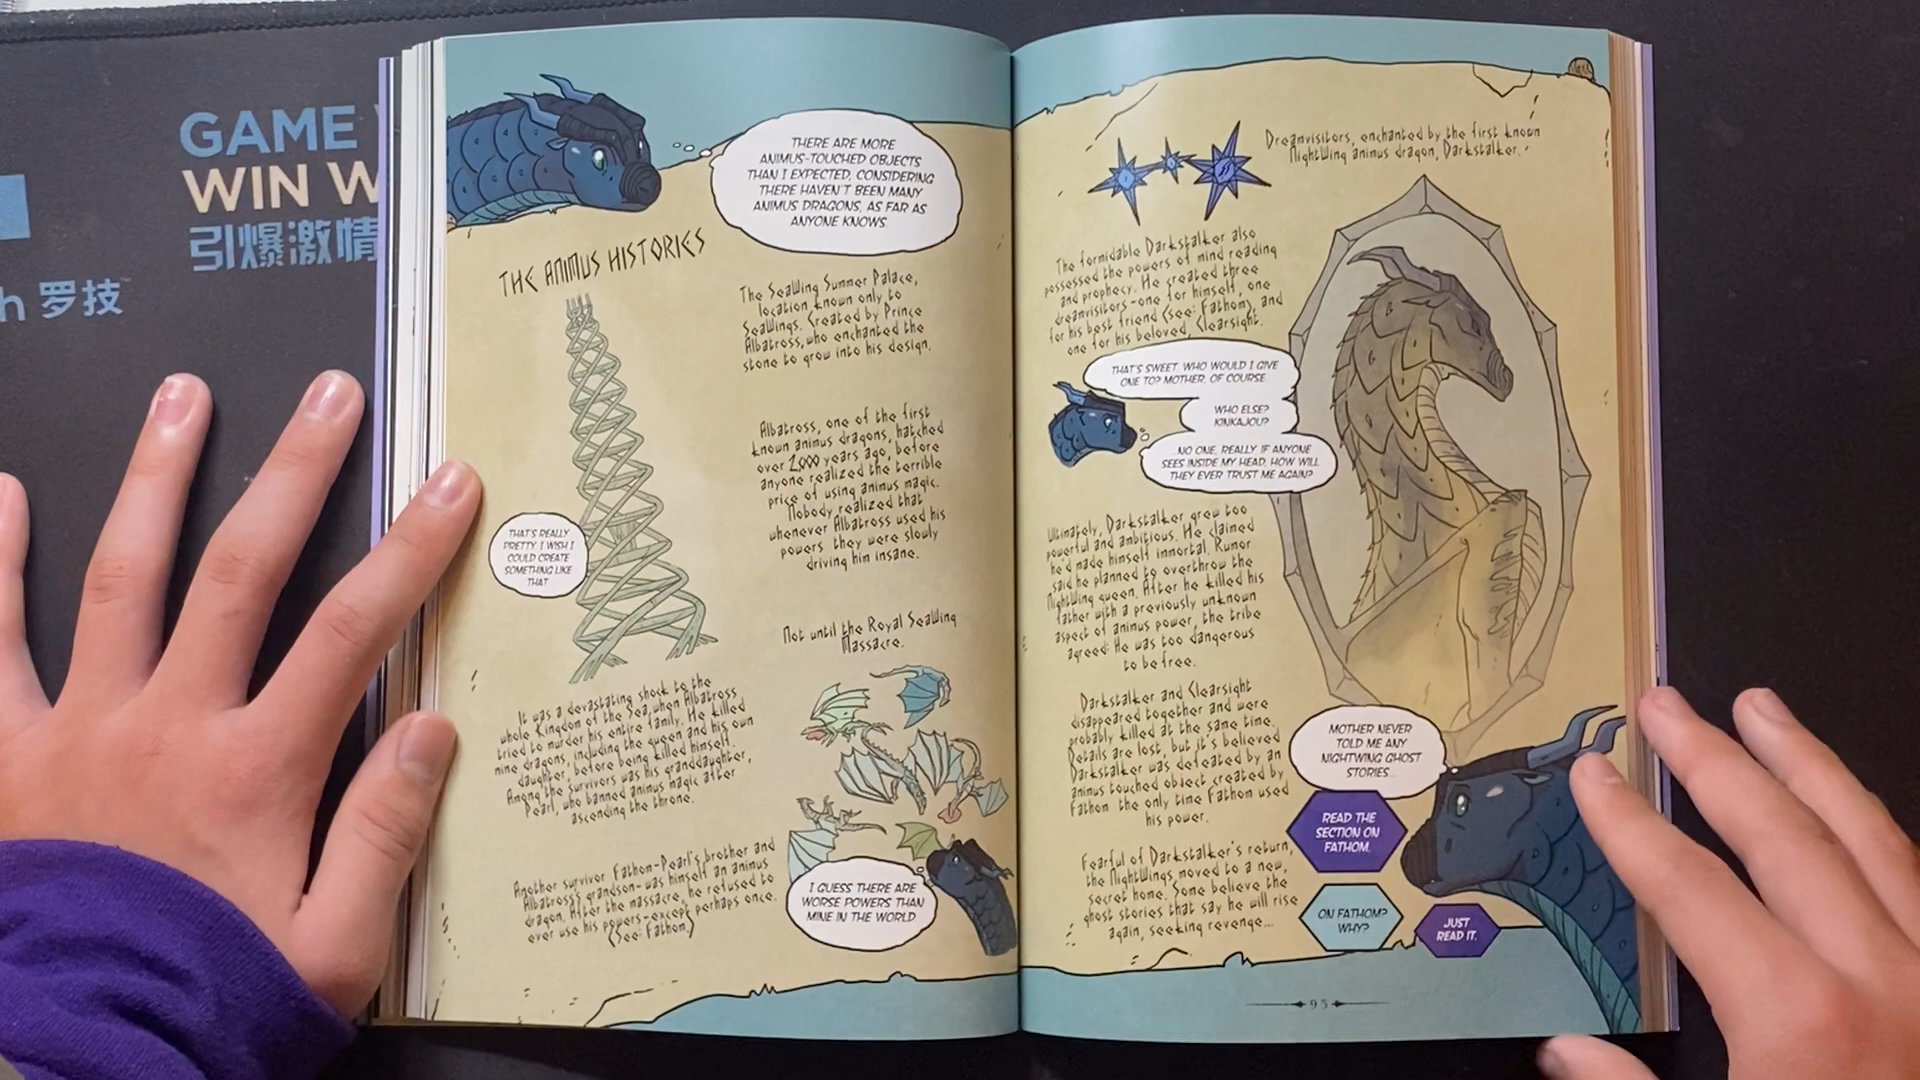 GAME
WIN W
引爆激情
h 罗技
THERE ARE MORE
ANIMUS-TOUCHED OBJECTS
THAN I EXPECTED, CONSIDERING
THERE HAVEN'T BEEN MANY
ANIMUS DRAGONS, AS FAR AS
ANYONE KNOWS.
THE ANIMUS HISTORIES
The SeaWing Summer Palace,
location known only to
SeaWings. Created by Prince
Albatross, who enchanted the
stone to grow into his design.
Albatross, one of the first
known animus dragons, hatched
over 2,000 years ago, before
anyone realized the terrible
price of using animus magic.
Nobody realized that
whenever Albatross used his
powers they were slowly
driving him insane.
THAT'S REALLY
PRETTY. I WISH I
COULD CREATE
SOMETHING LIKE
THAT.
Not until the Royal SeaWing
Massacre.
It was a devastating shock to the
whole Kingdom of the Sea, when Albatross
tried to murder his entire family. He killed
nine dragons, including the queen and his own
daughter, before being killed himself.
Among the survivors was his granddaughter,
Pearl, who banned animus magic after
ascending the throne.
Another survivor Fathom-Pearl's brother and
Albatross's grandson-was himself an animus
dragon. After the massacre, he refused to
ever use his powers-except perhaps once.
(See: Fathom.)
I GUESS THERE ARE
WORSE POWERS THAN
MINE IN THE WORLD.
Dreamvisitors, enchanted by the first known
NightWing animus dragon, Darkstalker.
The formidable Darkstalker also
possessed the powers of mind reading
and prophecy. He created three
dreamvisitors-one for himself, one
for his best friend (see: Fathom), and
one for his beloved, Clearsight.
THAT'S SWEET. WHO WOULD I GIVE
ONE TO? MOTHER, OF COURSE.
WHO ELSE?
KINKAJOU?
...NO ONE, REALLY. IF ANYONE
SEES INSIDE MY HEAD, HOW WILL
THEY EVER TRUST ME AGAIN?
Ultimately, Darkstalker grew too
powerful and ambitious. He claimed
he'd made himself immortal. Rumor
said he planned to overthrow the
NightWing queen. After he killed his
father with a previously unknown
aspect of animus power, the tribe
agreed: He was too dangerous
to be free.
Darkstalker and Clearsight
disappeared together and were
probably killed at the same time.
Details are lost, but it's believed
Darkstalker was defeated by an
animus touched object created by
Fathom the only time Fathom used
his power.
Fearful of Darkstalker's return,
the NightWings moved to a new,
secret home. Some believe the
ghost stories that say he will rise
again, seeking revenge...
MOTHER NEVER
TOLD ME ANY
NIGHTWING GHOST
STORIES...
READ THE
SECTION ON
FATHOM.
ON FATHOM?
WHY?
JUST
READ IT.
95